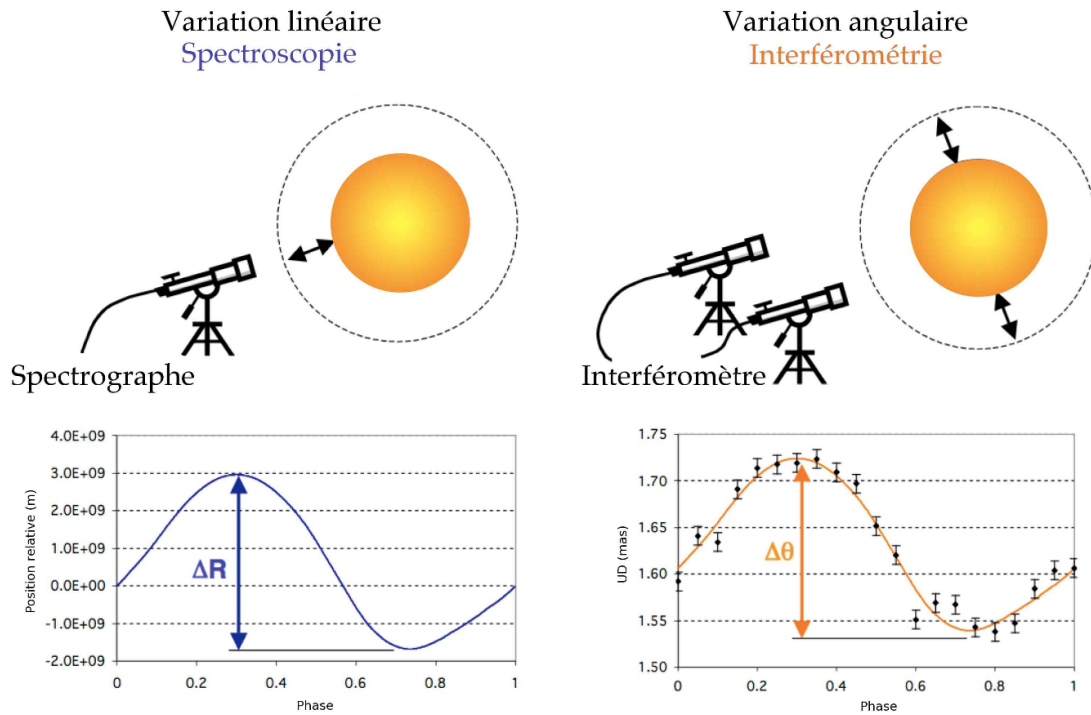 Variation linéaire
Spectroscopie
Spectrographe
4.0E+09
3.0E+09
2.0E+09
1.0E+09
0.0E+00
-1.0E+09
-2.0E+09
Position relative (m)
ΔR
0
0.2
0.4
0.6
0.8
1
Phase
Variation angulaire
Interférométrie
Interféromètre
1.75
1.70
1.65
1.60
1.55
1.50
UD (mas)
Δθ
0
0.2
0.4
0.6
0.8
1
Phase